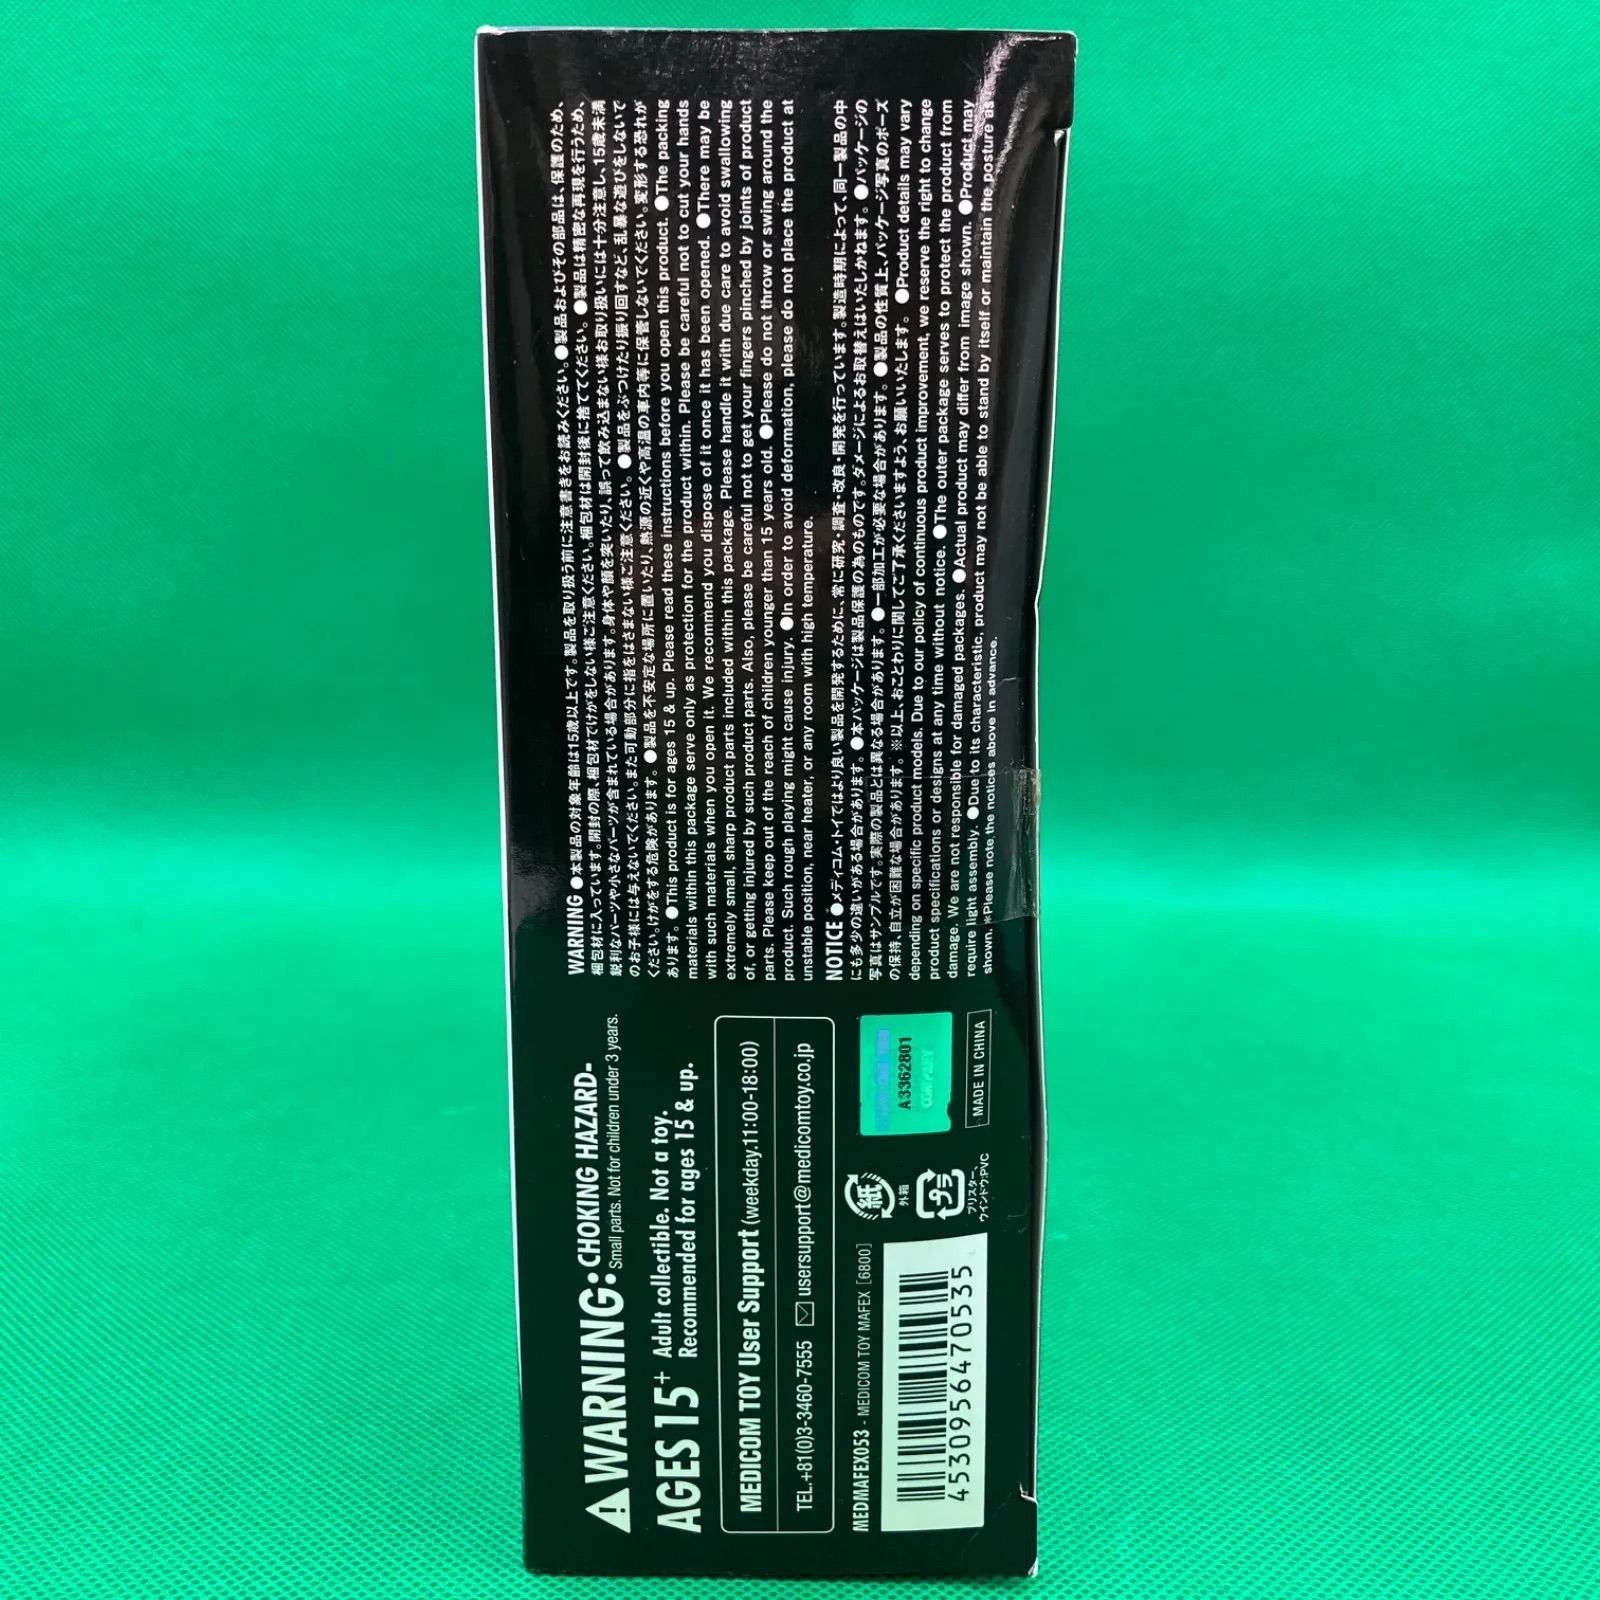 WARNING ●本製品の対象年齢は15歳以上です。製品を取り扱う前に注意書きをお読みください。●製品およびその部品は、保護のため、
梱包材に入っています。開封の際、梱包材でけがをしない様ご注意ください。梱包材は開封後に捨ててください。●製品は精密な再現を行うため、
鋭利なパーツや小さなパーツが含まれている場合があります。身体や顔を突いたり、誤って飲み込まない様お取り扱いには十分注意し、15歳未満
のお子様には与えないでください。また可動部分に指をはさまない様ご注意ください。●製品をぶつけたり振り回すなど、乱暴な遊びをしないで
ください。けがをする危険があります。●製品を不安定な場所に置いたり、熱源の近くや高温の車内等に保管しないでください。変形する恐れが
あります。●This product is for ages 15 & up. Please read these instructions before you open this product. ●The packing
materials within this package serve only as protection for the product within. Please be careful not to cut your hands
with such materials when you open it. We recommend you dispose of it once it has been opened. ●There may be
extremely small, sharp product parts included within this package. Please handle it with due care to avoid swallowing
of, or getting injured by such product parts. Also, please be careful not to get your fingers pinched by joints of product
parts. Please keep out of the reach of children younger than 15 years old. ●Please do not throw or swing around the
product. Such rough playing might cause injury. ●In order to avoid deformation, please do not place the product at
unstable position, near heater, or any room with high temperature.
NOTICE ●メディコム・トイではより良い製品を開発するために、常に研究・調査・改良・開発を行っています。製造時期によって、同一製品の中
にも多少の違いがある場合があります。●本パッケージは製品保護の為のものです。ダメージによるお取替えはいたしかねます。●パッケージの
写真はサンプルです。実際の製品とは異なる場合があります。●一部加工が必要な場合があります。●製品の性質上、パッケージ写真のポーズ
の保持、自立が困難な場合があります。※以上、おことわりに関してご了承くださいますよう、お願いいたします。●Product details may vary
depending on specific product models. Due to our policy of continuous product improvement, we reserve the right to change
product specifications or designs at any time without notice. ●The outer package serves to protect the product from
damage. We are not responsible for damaged packages. ●Actual product may differ from image shown. ●Product may
require light assembly. ●Due to its characteristic, product may not be able to stand by itself or maintain the posture as
shown. *Please note the notices above in advance.
WARNING: CHOKING HAZARD-
Small parts. Not for children under 3 years.
AGES 15+ Adult collectible. Not a toy.
Recommended for ages 15 & up.
MEDICOM TOY User Support (weekday.11:00-18:00)
TEL.+81(0)3-3460-7555 usersupport@medicomtoy.co.jp
MEDMAFEX053 - MEDICOM TOY MAFEX [6800]
4530956470535
紙
外箱
プラ
ブリスター、
ウインドウ:PVC
A3362801
COMPANY
MADE IN CHINA